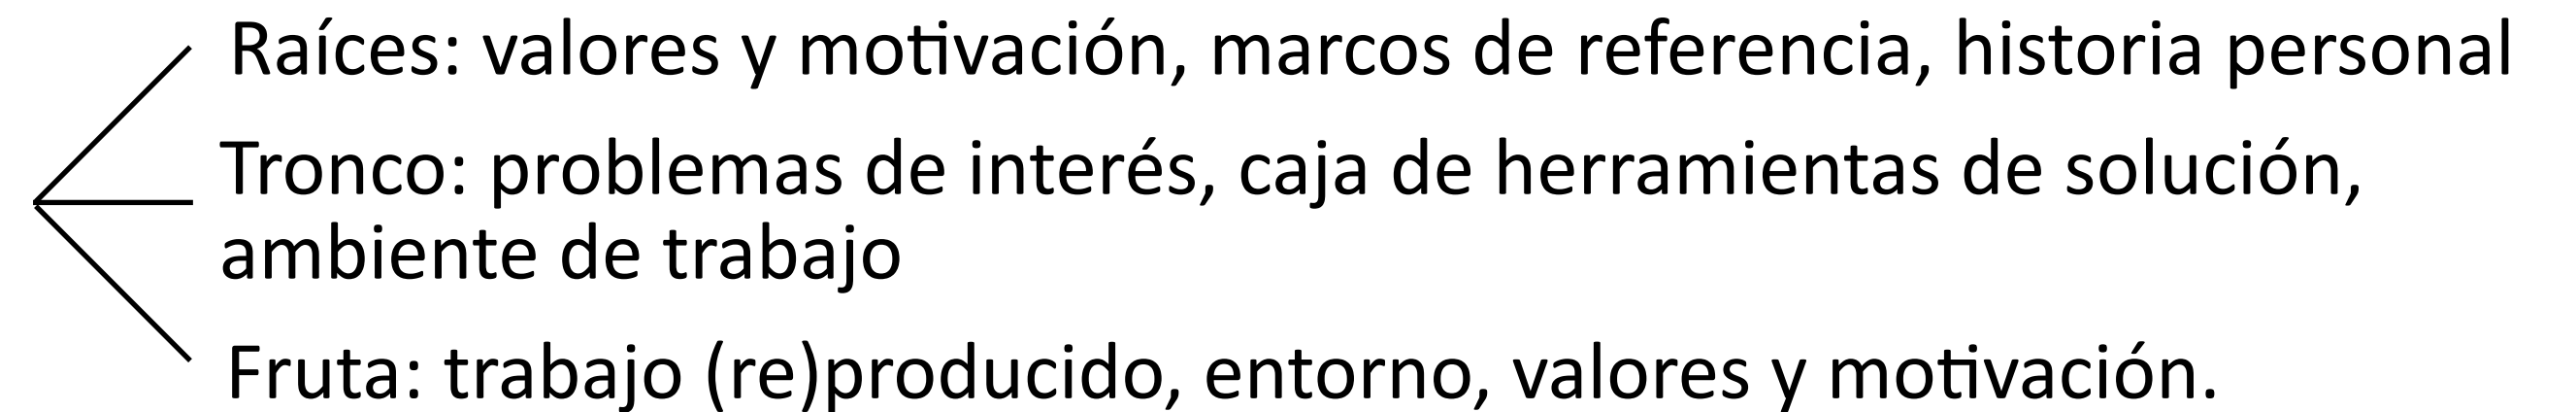 Raíces: valores y motivación, marcos de referencia, historia personal
Tronco: problemas de interés, caja de herramientas de solución,
ambiente de trabajo
Fruta: trabajo (re)producido, entorno, valores y motivación.